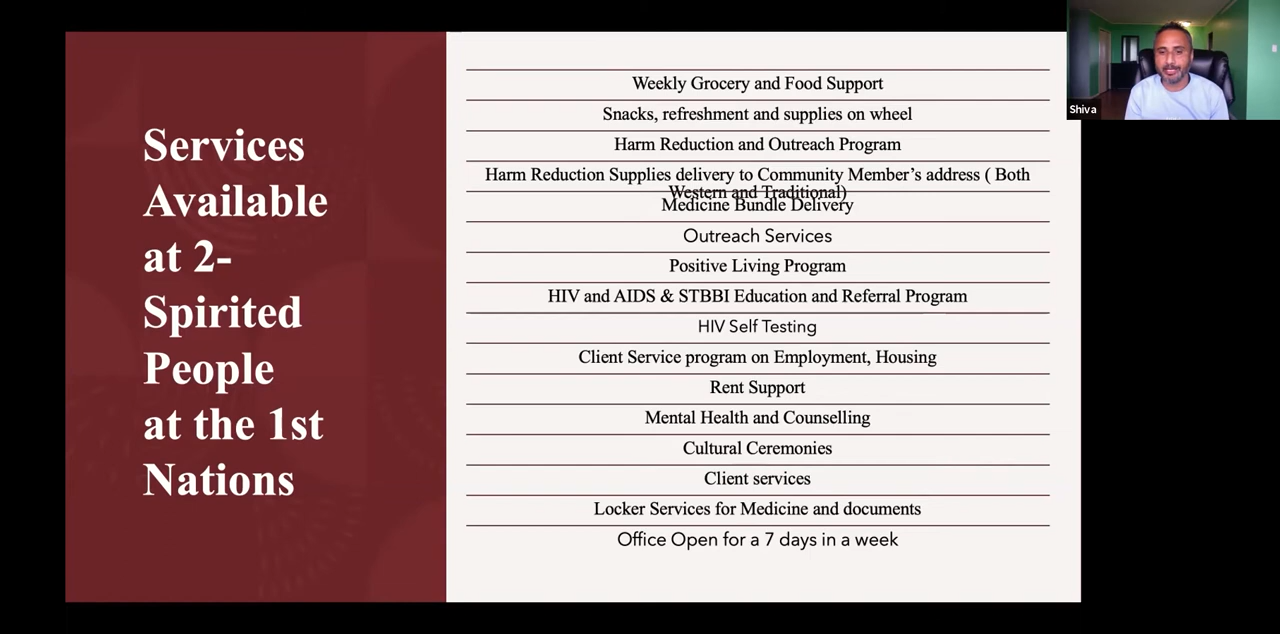 Services
Available
at 2-
Spirited
People
at the 1st
Nations
Weekly Grocery and Food Support
Snacks, refreshment and supplies on wheel
Harm Reduction and Outreach Program
Harm Reduction Supplies delivery to Community Member’s address ( Both
Western and Traditional)
Medicine Bundle Delivery
Outreach Services
Positive Living Program
HIV and AIDS & STBBI Education and Referral Program
HIV Self Testing
Client Service program on Employment, Housing
Rent Support
Mental Health and Counselling
Cultural Ceremonies
Client services
Locker Services for Medicine and documents
Office Open for a 7 days in a week
Shiva